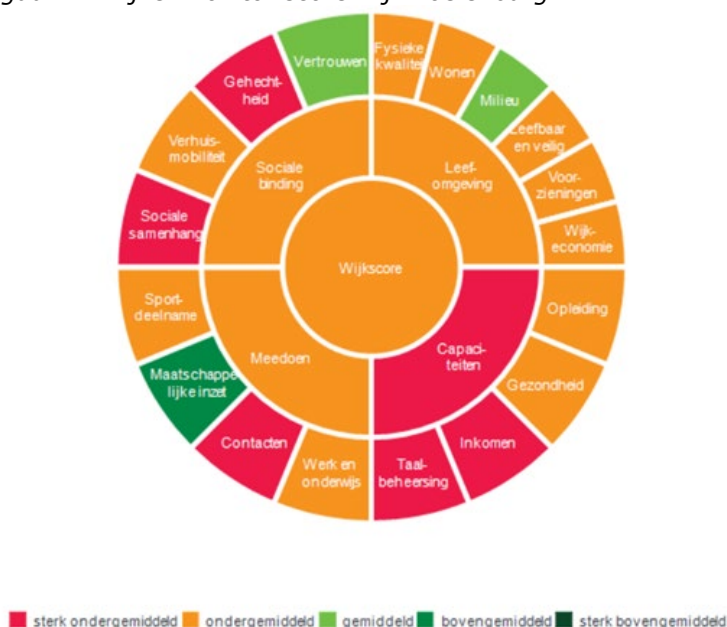 Vertrouwen
Fysieke
kwaliteit
Wonen
Milieu
Leefbaar
en veilig
Voor-
zieningen
Wijk-
economie
Gehecht-
heid
Verhuis-
mobiliteit
Sociale
samenhang
Sociale
binding
Leef-
omgeving
Wijkscore
Sport-
deelname
Maatschappe
lijke inzet
Meedoen
Capaci-
teiten
Opleiding
Gezondheid
Contacten
Werk en
onderwijs
Taal-
beheersing
Inkomen
sterk ondergemiddeld ondergemiddeld gemiddeld bovengemiddeld sterk bovengemiddeld